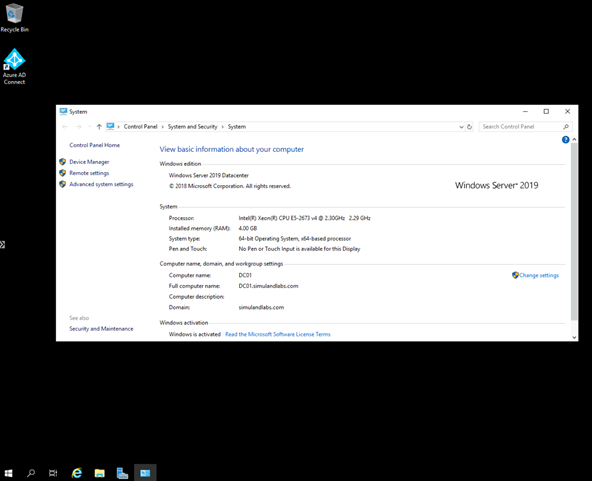 Recycle Bin
Azure AD
Connect
System
Control Panel > System and Security > System
Search Control Panel
Control Panel Home
Device Manager
Remote settings
Advanced system settings
See also
Security and Maintenance
View basic information about your computer
Windows edition
Windows Server 2019 Datacenter
© 2018 Microsoft Corporation. All rights reserved.
Windows Server® 2019
System
Processor: Intel(R) Xeon(R) CPU E5-2673 v4 @ 2.30GHz 2.29 GHz
Installed memory (RAM): 4.00 GB
System type: 64-bit Operating System, x64-based processor
Pen and Touch: No Pen or Touch Input is available for this Display
Computer name, domain, and workgroup settings
Computer name: DC01
Change settings
Full computer name: DC01.simulandlabs.com
Computer description:
Domain: simulandlabs.com
Windows activation
Windows is activated Read the Microsoft Software License Terms